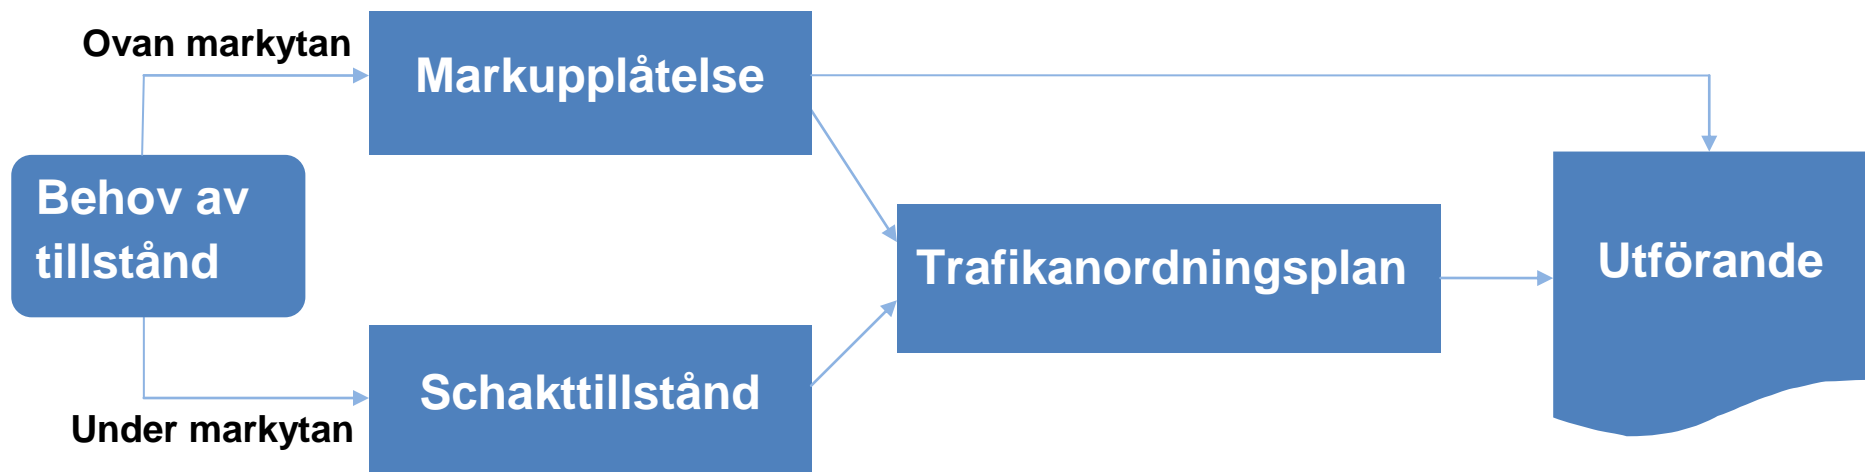 Ovan markytan
Markupplåtelse
Behov av
tillstånd
Trafikanordningsplan
Utförande
Schakttillstånd
Under markytan